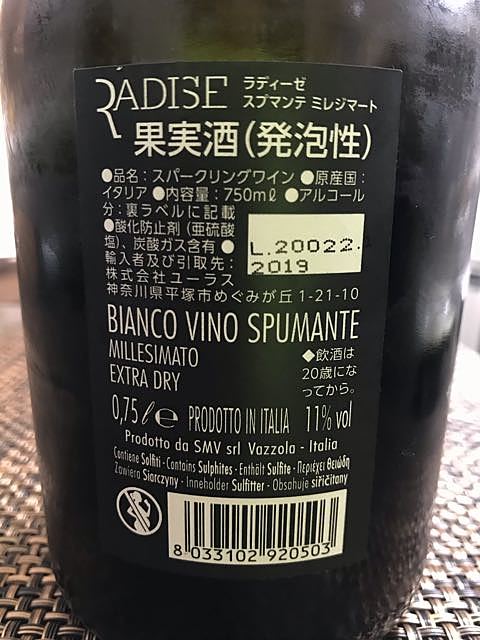 RADISE
ラディーゼ
スプマンテ ミレジマート
果実酒(発泡性)
●品名:スパークリングワイン ●原産国:
イタリア ●内容量:750mℓ ●アルコール
分:裏ラベルに記載
●酸化防止剤(亜硫酸
塩)、炭酸ガス含有 ●
輸入者及び引取先:
株式会社ユーラス
神奈川県平塚市めぐみが丘 1-21-10
L.20022.
2019
BIANCO VINO SPUMANTE
MILLESIMATO
EXTRA DRY
◆飲酒は
20歳にな
ってから。
0,75 l e PRODOTTO IN ITALIA 11% vol
Prodotto da SMV srl Vazzola - Italia
Contiene Solfiti - Contains Sulphites - Enthält Sulfite - Περιέχει Θειώδη
Zawiera Siarczyny - Inneholder Sulfitter - Obsahuje siřičitany
8 033102 920503